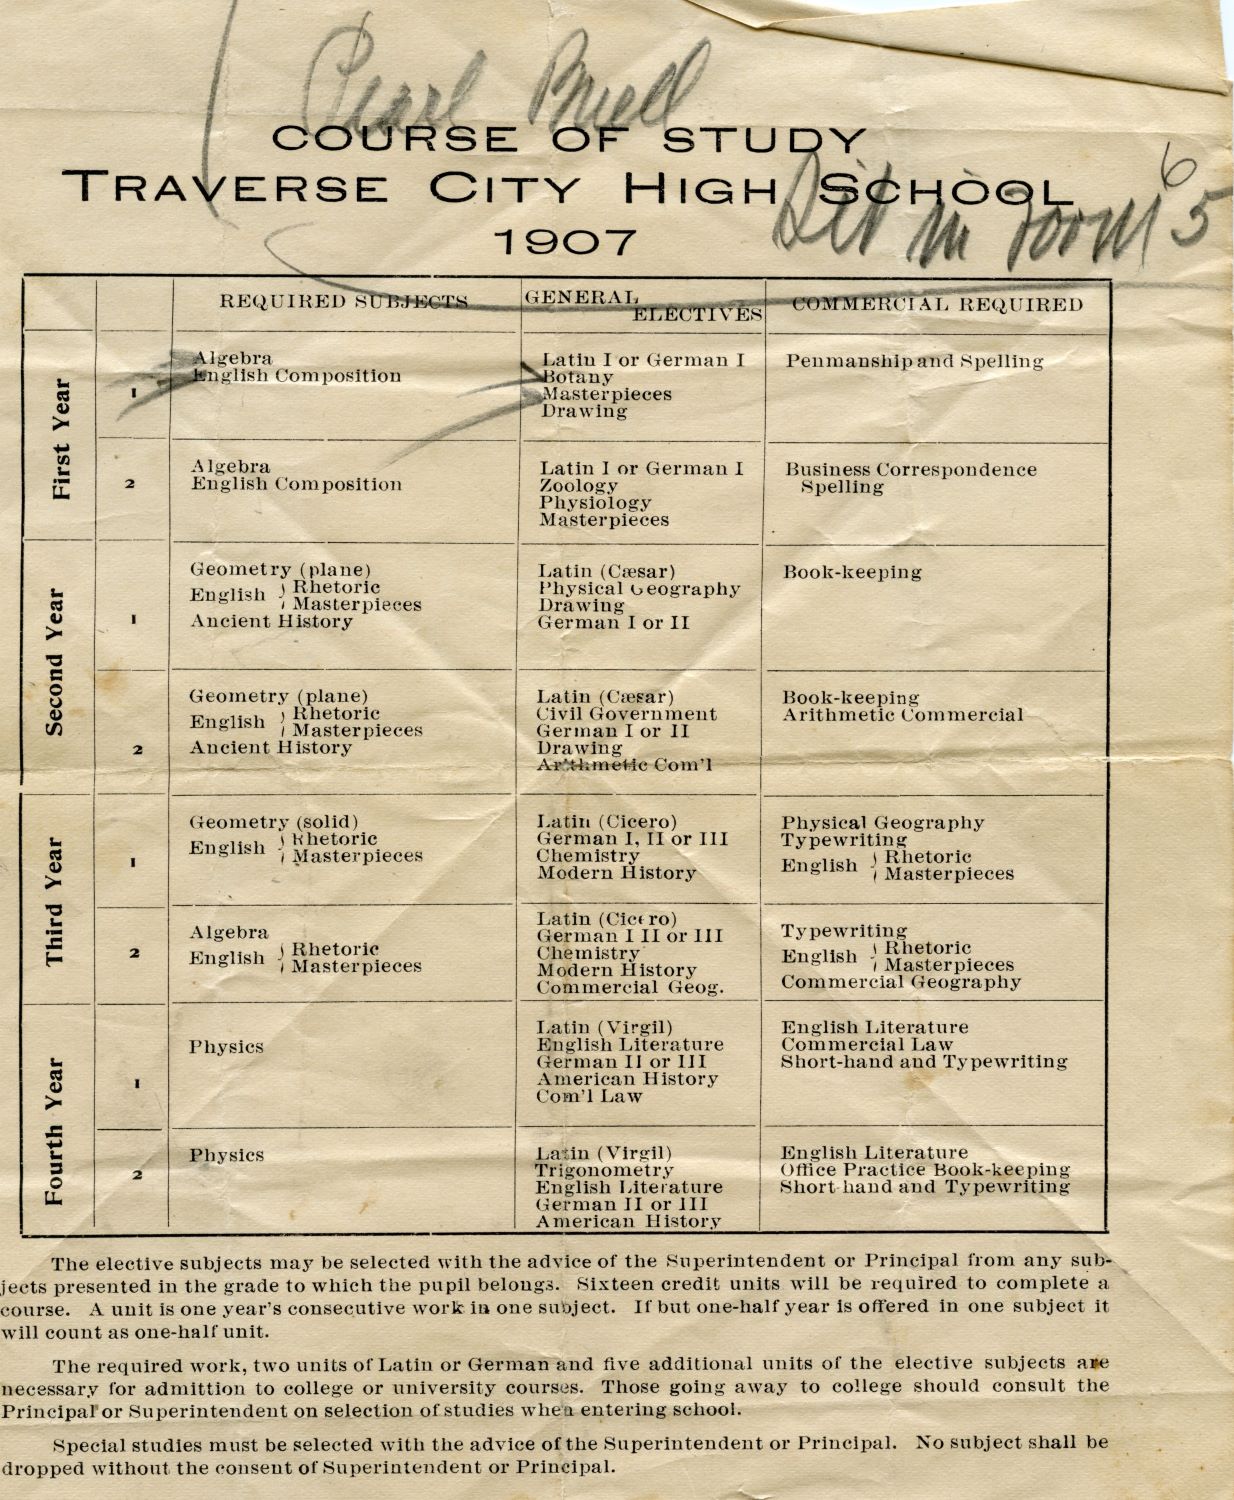 Pearl Buell
COURSE OF STUDY
TRAVERSE CITY HIGH SCHOOL
6
in room 5
1907
REQUIRED SUBJECTS
GENERAL
ELECTIVES
COMMERCIAL REQUIRED
First Year
1
Algebra
English Composition
Latin I or German I
Botany
Masterpieces
Drawing
Penmanship and Spelling
2
Algebra
English Composition
Latin I or German I
Zoology
Physiology
Masterpieces
Business Correspondence
Spelling
Second Year
1
Geometry (plane)
English } Rhetoric
Masterpieces
Ancient History
Latin (Cæsar)
Physical Geography
Drawing
German I or II
Book-keeping
2
Geometry (plane)
English } Rhetoric
Masterpieces
Ancient History
Latin (Cæsar)
Civil Government
German I or II
Drawing
Arithmetic Com'l
Book-keeping
Arithmetic Commercial
Third Year
1
Geometry (solid)
English } Rhetoric
Masterpieces
Latin (Cicero)
German I, II or III
Chemistry
Modern History
Physical Geography
Typewriting
English } Rhetoric
Masterpieces
2
Algebra
English } Rhetoric
Masterpieces
Latin (Cicero)
German I II or III
Chemistry
Modern History
Commercial Geog.
Typewriting
English } Rhetoric
Masterpieces
Commercial Geography
Fourth Year
1
Physics
Latin (Virgil)
English Literature
German II or III
American History
Com'l Law
English Literature
Commercial Law
Short-hand and Typewriting
2
Physics
Latin (Virgil)
Trigonometry
English Literature
German II or III
American History
English Literature
Office Practice Book-keeping
Short-hand and Typewriting
The elective subjects may be selected with the advice of the Superintendent or Principal from any sub-
jects presented in the grade to which the pupil belongs. Sixteen credit units will be required to complete a
course. A unit is one year's consecutive work in one subject. If but one-half year is offered in one subject it
will count as one-half unit.
The required work, two units of Latin or German and five additional units of the elective subjects are
necessary for admittion to college or university courses. Those going away to college should consult the
Principal or Superintendent on selection of studies when entering school.
Special studies must be selected with the advice of the Superintendent or Principal. No subject shall be
dropped without the consent of Superintendent or Principal.